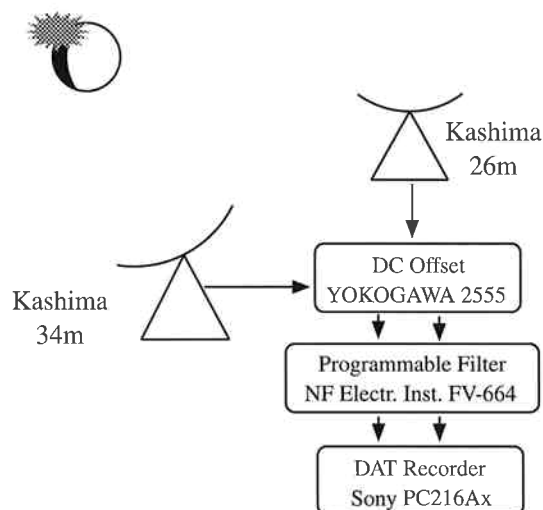 Kashima
26m
Kashima
34m
DC Offset
YOKOGAWA 2555
Programmable Filter
NF Electr. Inst. FV-664
DAT Recorder
Sony PC216Ax